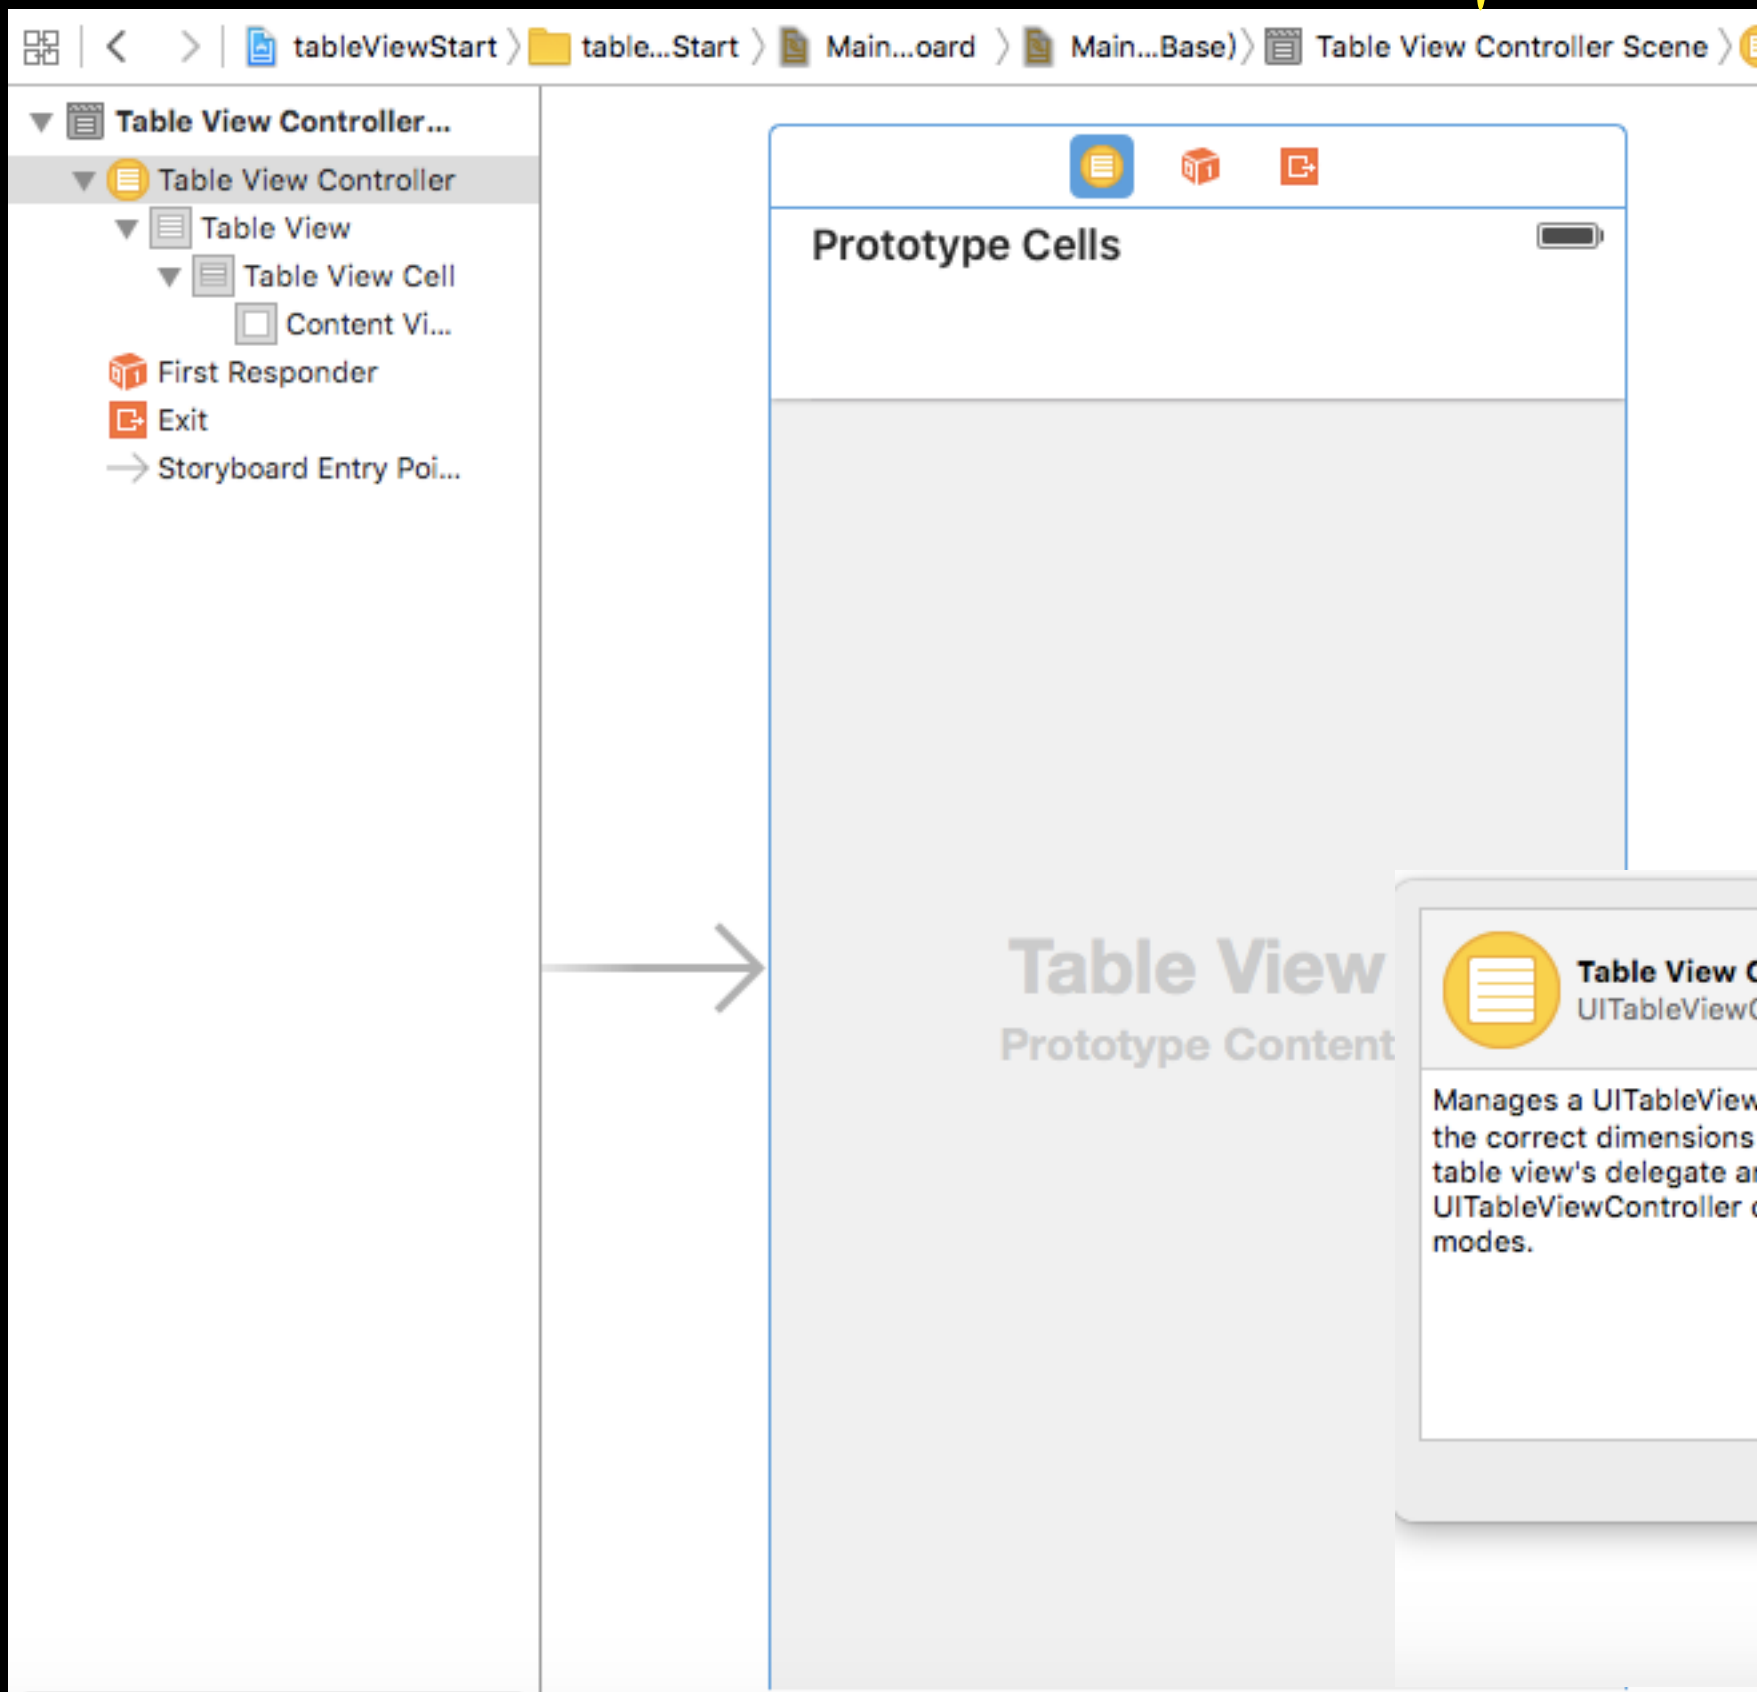 tableViewStart table...Start Main...oard Main...Base) Table View Controller Scene
Table View Controller...
Table View Controller
Table View
Table View Cell
Content Vi...
First Responder
Exit
Storyboard Entry Poi...
Prototype Cells
Table View
Prototype Content
Table View
Manages a UITableView
the correct dimensions
table view's delegate
UITableViewController
modes.